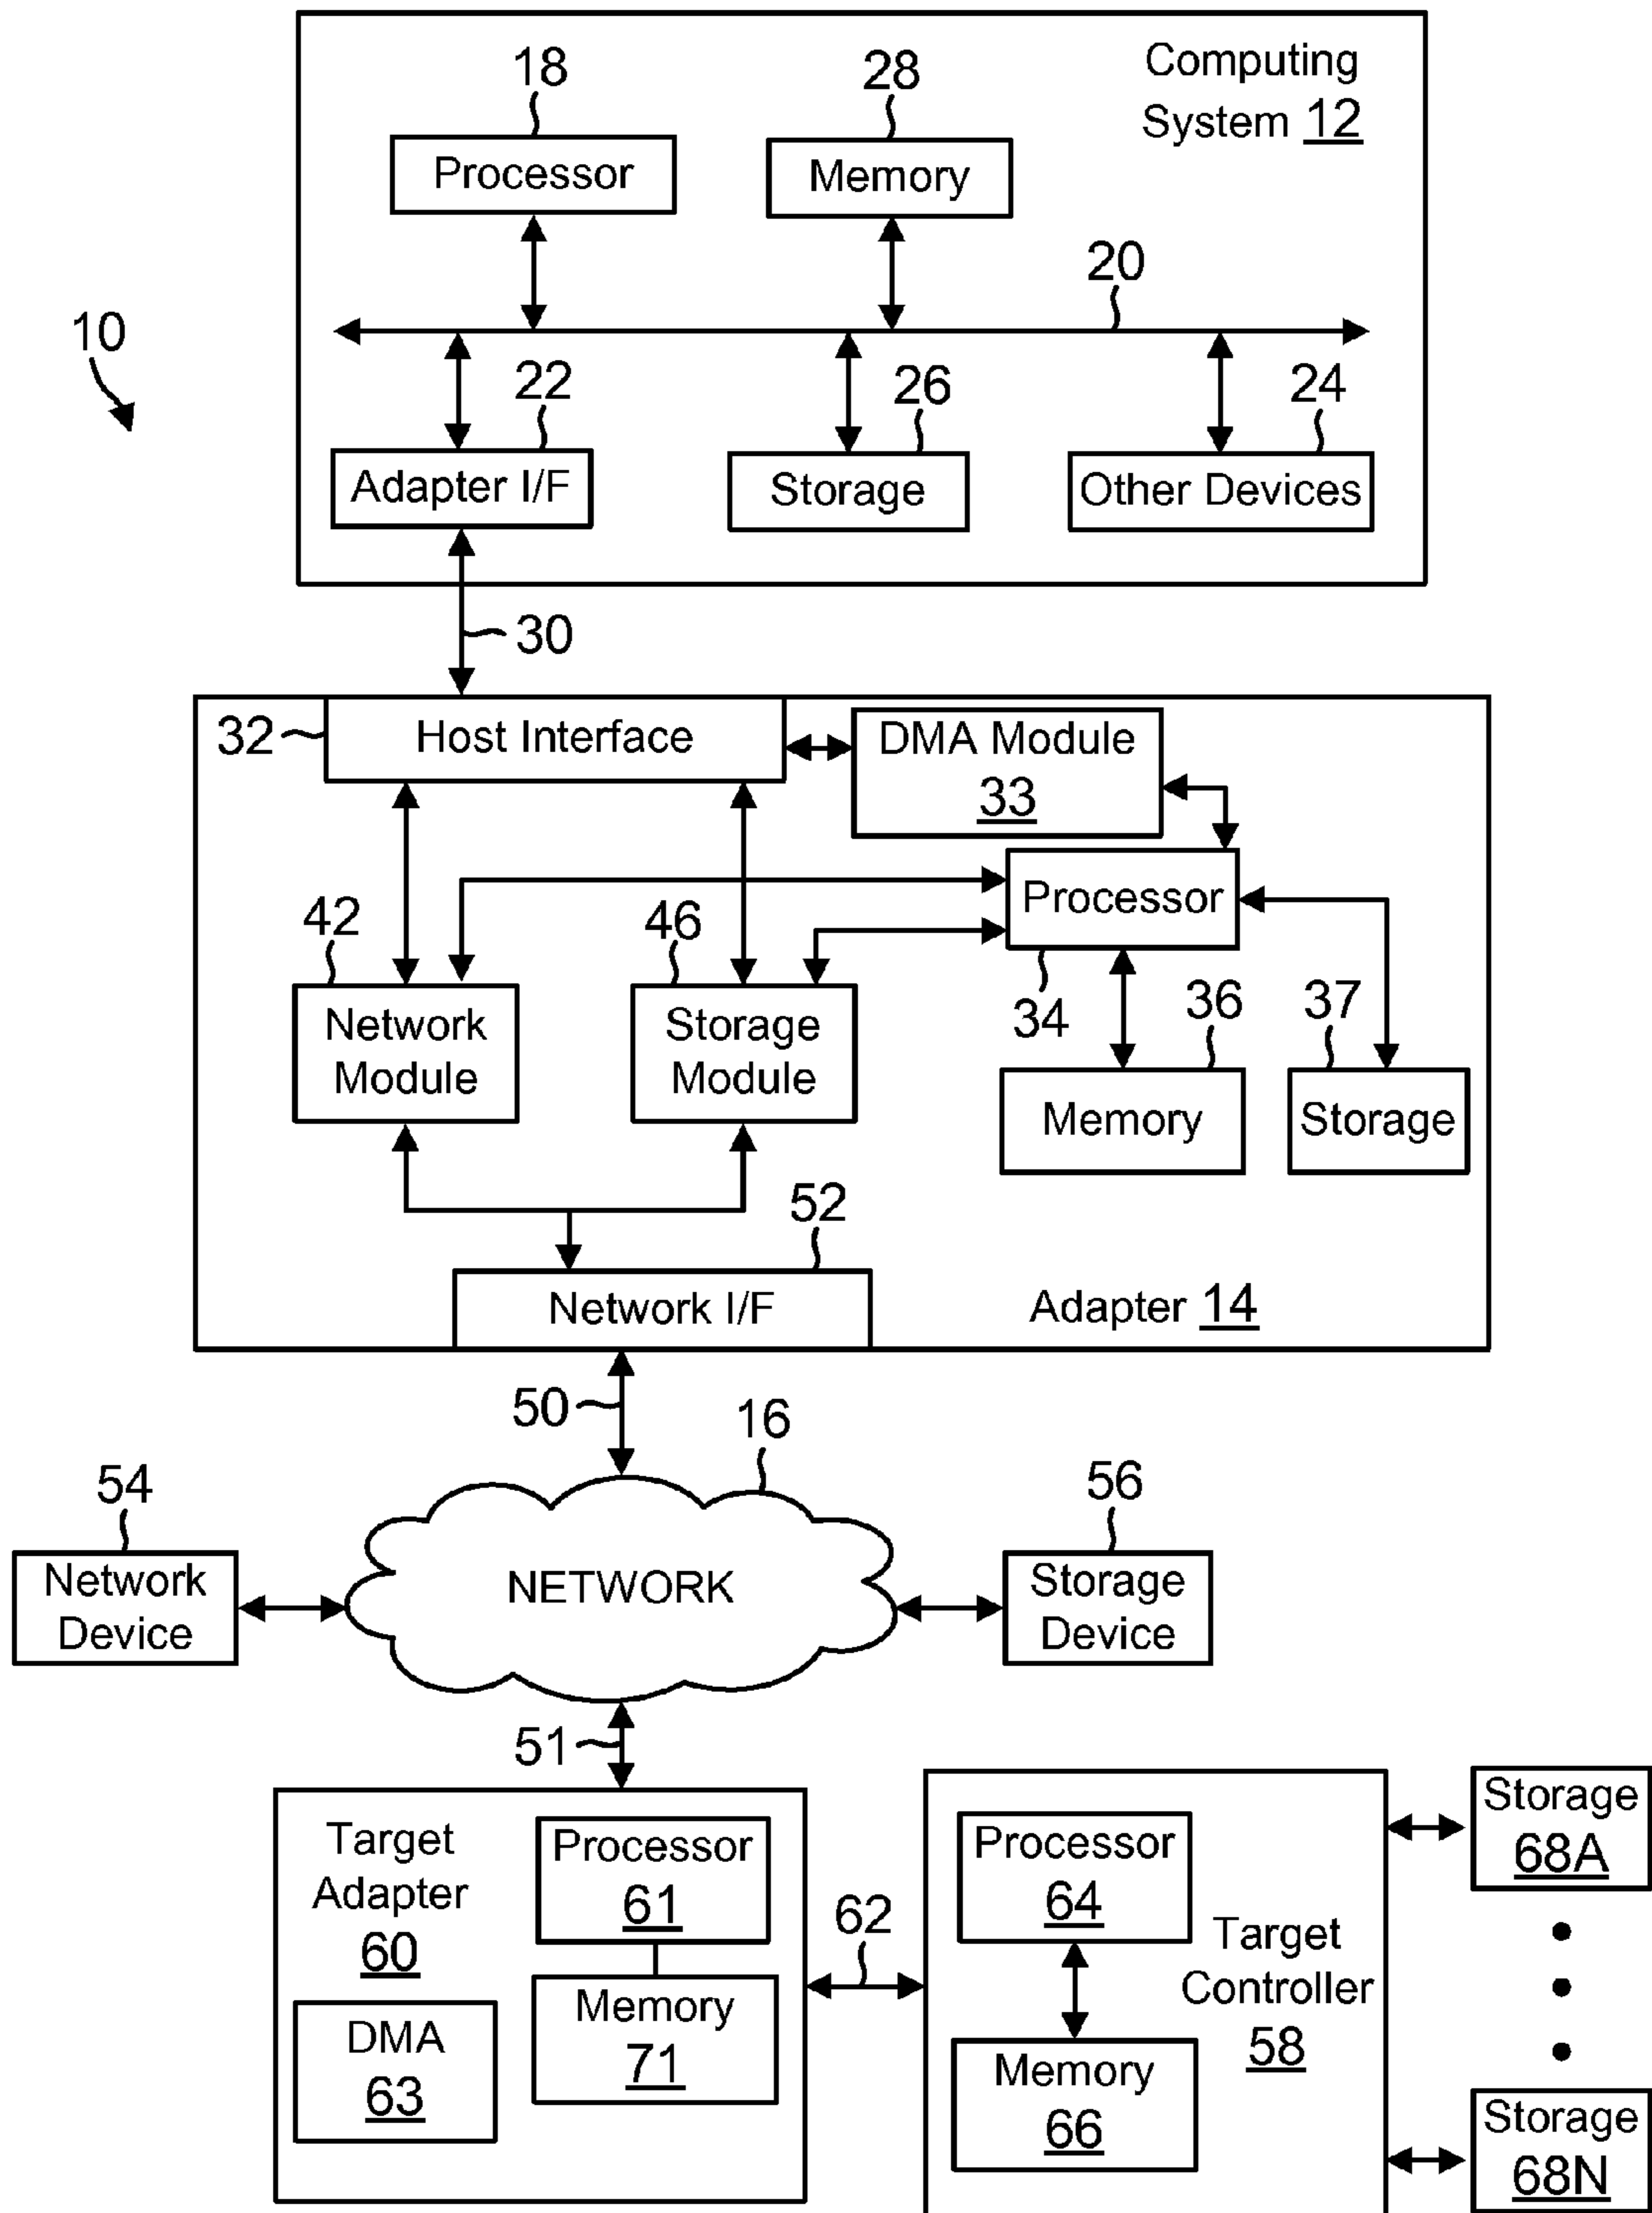 Computing
System 12
18
28
Processor
Memory
20
10
22
26
24
Adapter I/F
Storage
Other Devices
30
32
Host Interface
DMA Module
33
Processor
42
46
34
36
37
Network
Module
Storage
Module
Memory
Storage
52
Network I/F
Adapter 14
50
16
54
56
Network
Device
NETWORK
Storage
Device
51
Target
Adapter
60
Processor
61
DMA
63
Memory
71
62
Processor
64
Target
Controller
58
Memory
66
Storage
68A
Storage
68N